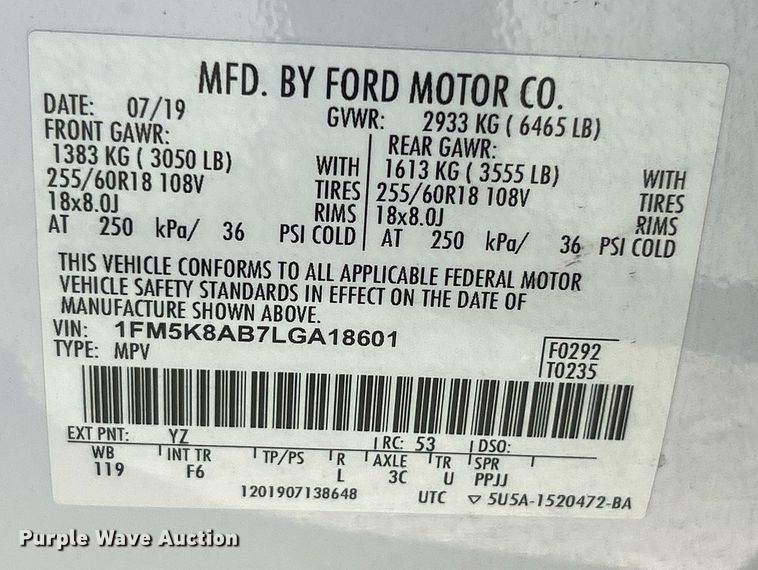 MFD. BY FORD MOTOR CO.
DATE: 07/19 GVWR: 2933 KG ( 6465 LB)
FRONT GAWR: REAR GAWR:
1383 KG ( 3050 LB) WITH 1613 KG ( 3555 LB) WITH
255/60R18 108V TIRES 255/60R18 108V TIRES
18x8.0J RIMS 18x8.0J RIMS
AT 250 kPa/ 36 PSI COLD AT 250 kPa/ 36 PSI COLD
THIS VEHICLE CONFORMS TO ALL APPLICABLE FEDERAL MOTOR
VEHICLE SAFETY STANDARDS IN EFFECT ON THE DATE OF
MANUFACTURE SHOWN ABOVE.
VIN: 1FM5K8AB7LGA18601
TYPE: MPV
F0292
T0235
EXT PNT: YZ RC: 53 DSO:
WB INT TR TP/PS R AXLE TR SPR
119 F6 L 3C U PPJJ
1201907138648 UTC ▽ 5U5A-1520472-BA
Purple Wave Auction